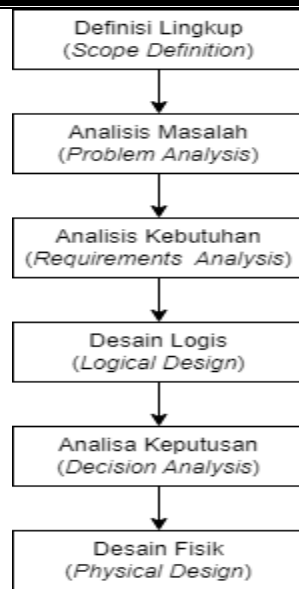 Definisi Lingkup
(Scope Definition)
Analisis Masalah
(Problem Analysis)
Analisis Kebutuhan
(Requirements Analysis)
Desain Logis
(Logical Design)
Analisa Keputusan
(Decision Analysis)
Desain Fisik
(Physical Design)